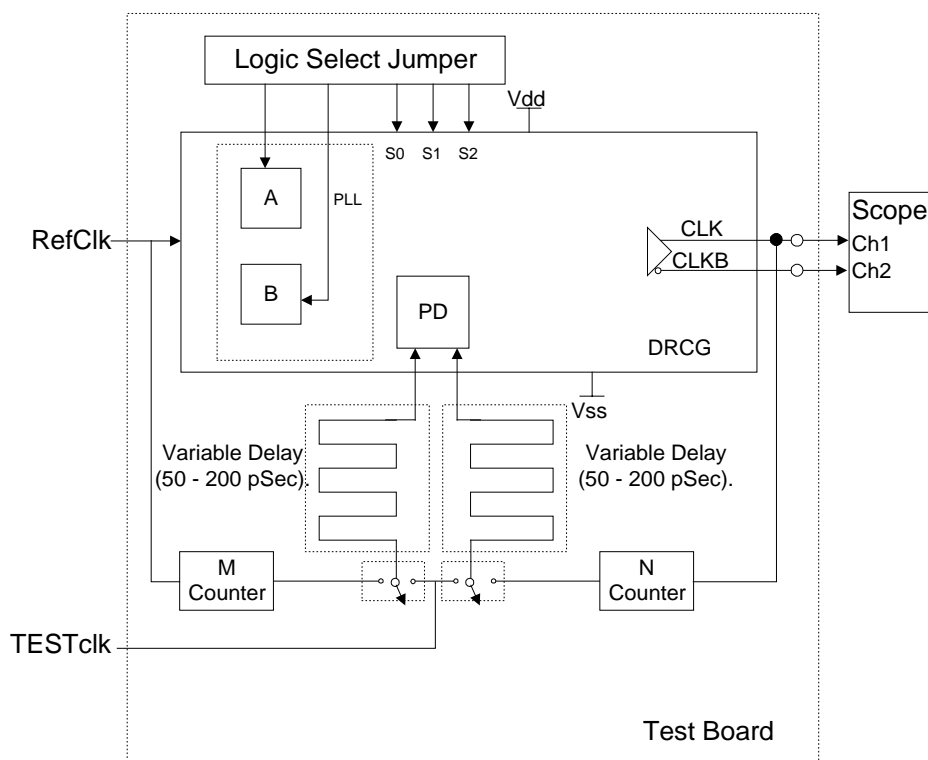 Logic Select Jumper
Vdd
S0 S1 S2
A
PLL
B
RefClk
PD
CLK
CLKB
DRCG
Scope
Ch1
Ch2
Vss
Variable Delay
(50 - 200 pSec).
Variable Delay
(50 - 200 pSec).
M
Counter
N
Counter
TESTclk
Test Board